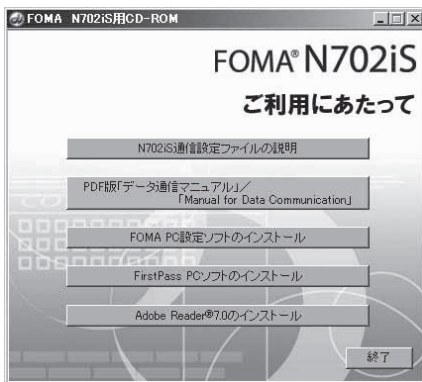 FOMA N702iS用CD-ROM
FOMA® N702iS
ご利用にあたって
N702iS通信設定ファイルの説明
PDF版「データ通信マニュアル」／
「Manual for Data Communication」
FOMA PC設定ソフトのインストール
FirstPass PCソフトのインストール
Adobe Reader®7.0のインストール
終了